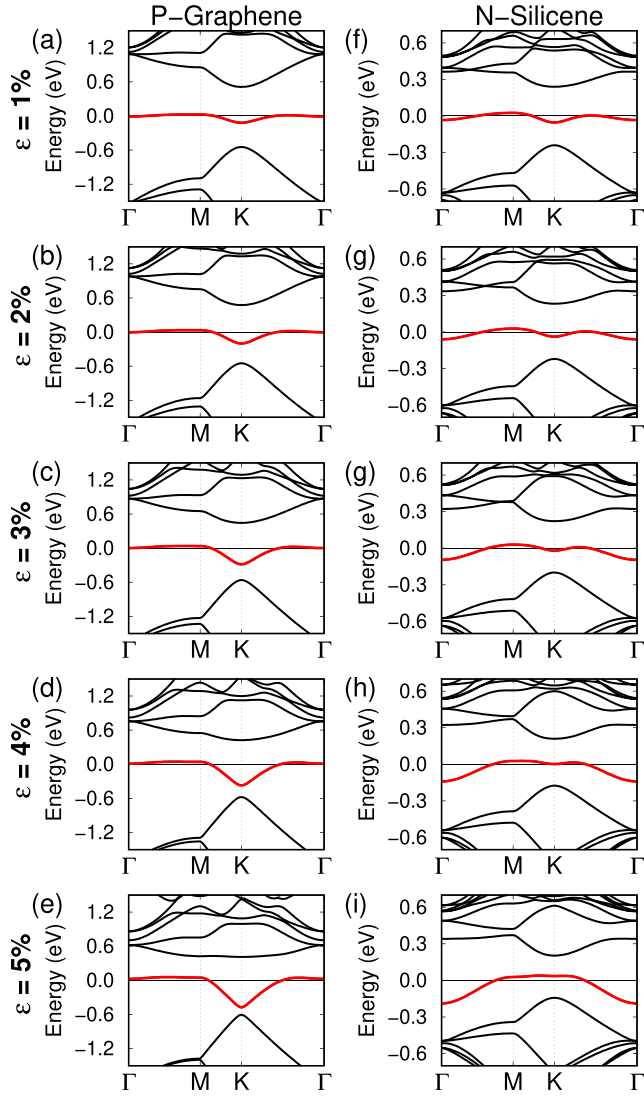 P-Graphene N-Silicene
(a) (f)
ε = 1%
Energy (eV)
1.2
0.6
0.0
-0.6
-1.2
Γ M K Γ
Energy (eV)
0.6
0.3
0.0
-0.3
-0.6
Γ M K Γ
(b) (g)
ε = 2%
Energy (eV)
1.2
0.6
0.0
-0.6
-1.2
Γ M K Γ
Energy (eV)
0.6
0.3
0.0
-0.3
-0.6
Γ M K Γ
(c) (g)
ε = 3%
Energy (eV)
1.2
0.6
0.0
-0.6
-1.2
Γ M K Γ
Energy (eV)
0.6
0.3
0.0
-0.3
-0.6
Γ M K Γ
(d) (h)
ε = 4%
Energy (eV)
1.2
0.6
0.0
-0.6
-1.2
Γ M K Γ
Energy (eV)
0.6
0.3
0.0
-0.3
-0.6
Γ M K Γ
(e) (i)
ε = 5%
Energy (eV)
1.2
0.6
0.0
-0.6
-1.2
Γ M K Γ
Energy (eV)
0.6
0.3
0.0
-0.3
-0.6
Γ M K Γ